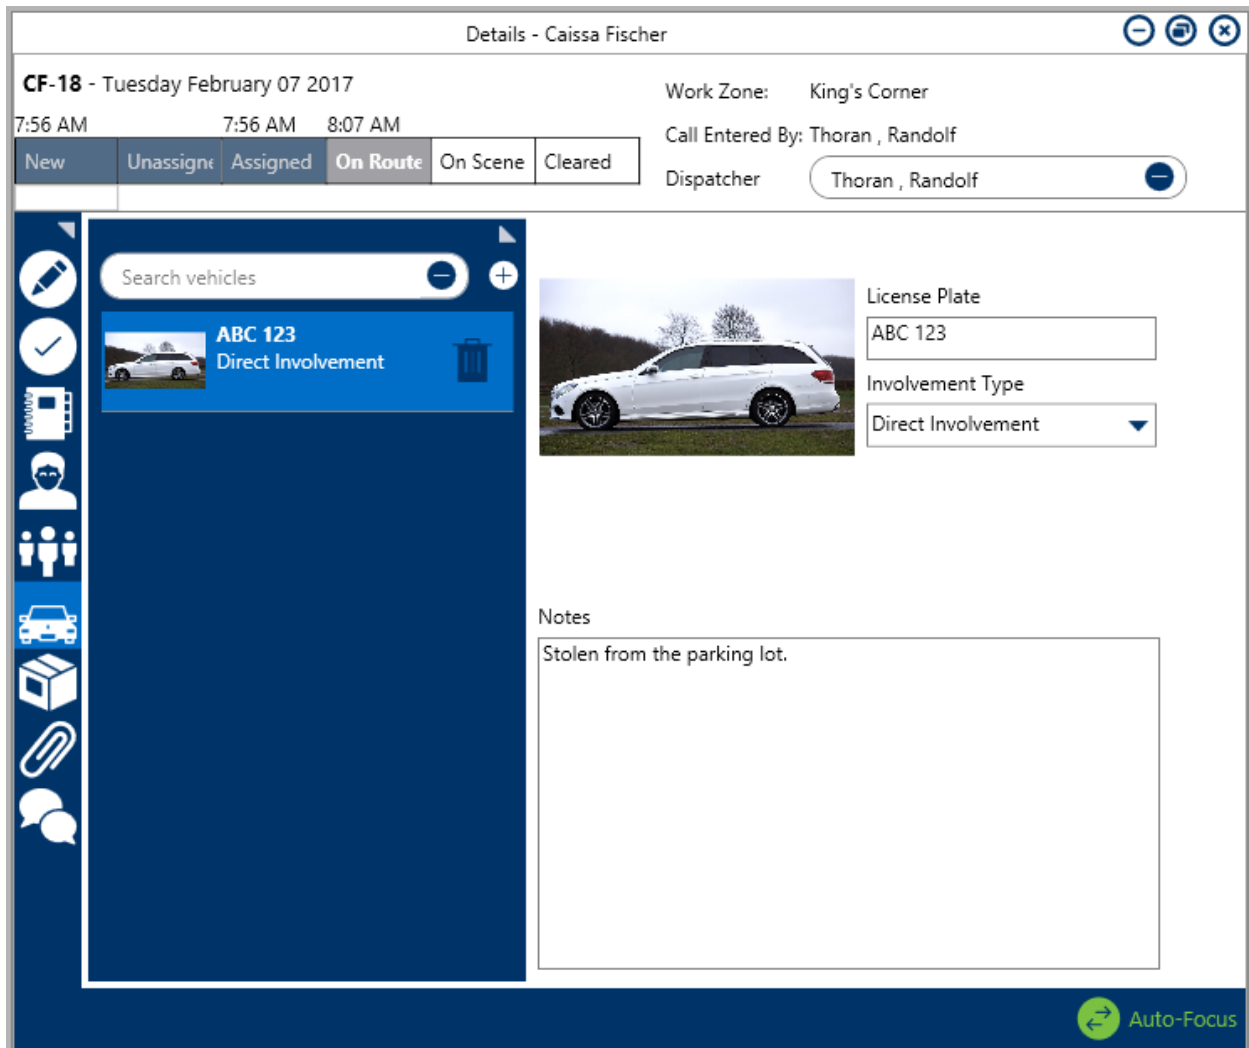 Details - Caissa Fischer
CF-18 - Tuesday February 07 2017
7:56 AM 7:56 AM 8:07 AM
New Unassigne Assigned On Route On Scene Cleared
Work Zone: King's Corner
Call Entered By: Thoran , Randolf
Dispatcher Thoran , Randolf
Search vehicles
ABC 123
Direct Involvement
License Plate
ABC 123
Involvement Type
Direct Involvement
Notes
Stolen from the parking lot.
Auto-Focus